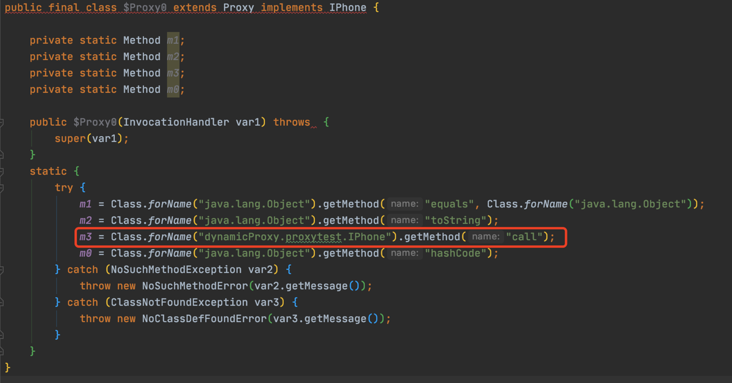 public final class $Proxy0 extends Proxy implements IPhone {
private static Method m1;
private static Method m2;
private static Method m3;
private static Method m0;
public $Proxy0(InvocationHandler var1) throws {
super(var1);
}
static {
try {
m1 = Class.forName("java.lang.Object").getMethod( name: "equals", Class.forName("java.lang.Object"));
m2 = Class.forName("java.lang.Object").getMethod( name: "toString");
m3 = Class.forName("dynamicProxy.proxytest.IPhone").getMethod( name: "call");
m0 = Class.forName("java.lang.Object").getMethod( name: "hashCode");
} catch (NoSuchMethodException var2) {
throw new NoSuchMethodError(var2.getMessage());
} catch (ClassNotFoundException var3) {
throw new NoClassDefFoundError(var3.getMessage());
}
}
}